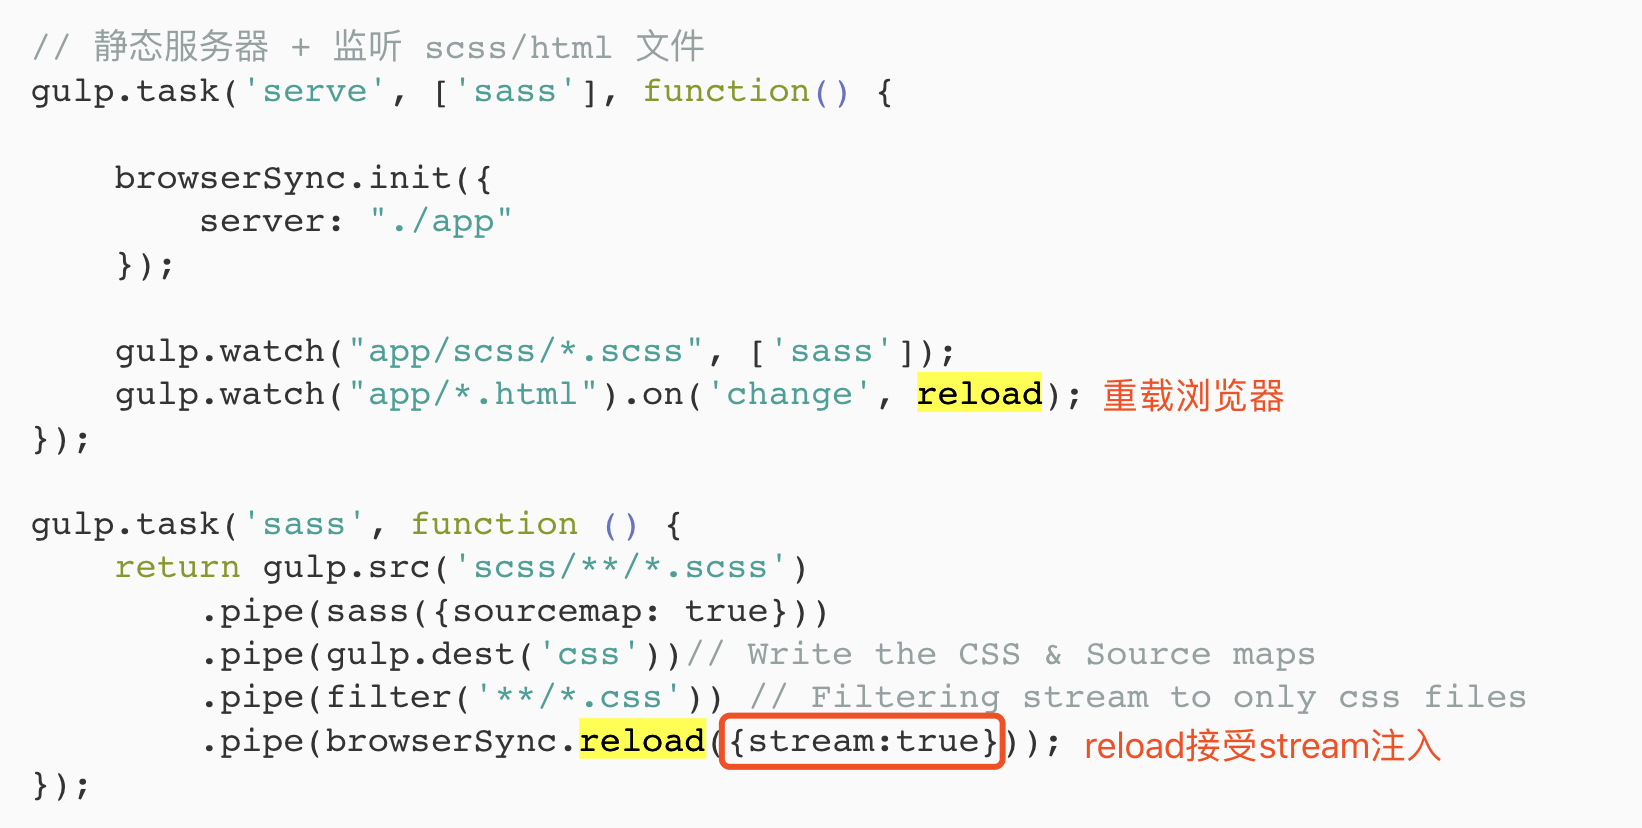 // 静态服务器 + 监听 scss/html 文件
gulp.task('serve', ['sass'], function() {
browserSync.init({
server: "./app"
});
gulp.watch("app/scss/*.scss", ['sass']);
gulp.watch("app/*.html").on('change', reload); 重载浏览器
});
gulp.task('sass', function () {
return gulp.src('scss/**/*.scss')
.pipe(sass({sourcemap: true}))
.pipe(gulp.dest('css'))// Write the CSS & Source maps
.pipe(filter('**/*.css')) // Filtering stream to only css files
.pipe(browserSync.reload({stream:true})); reload接受stream注入
});